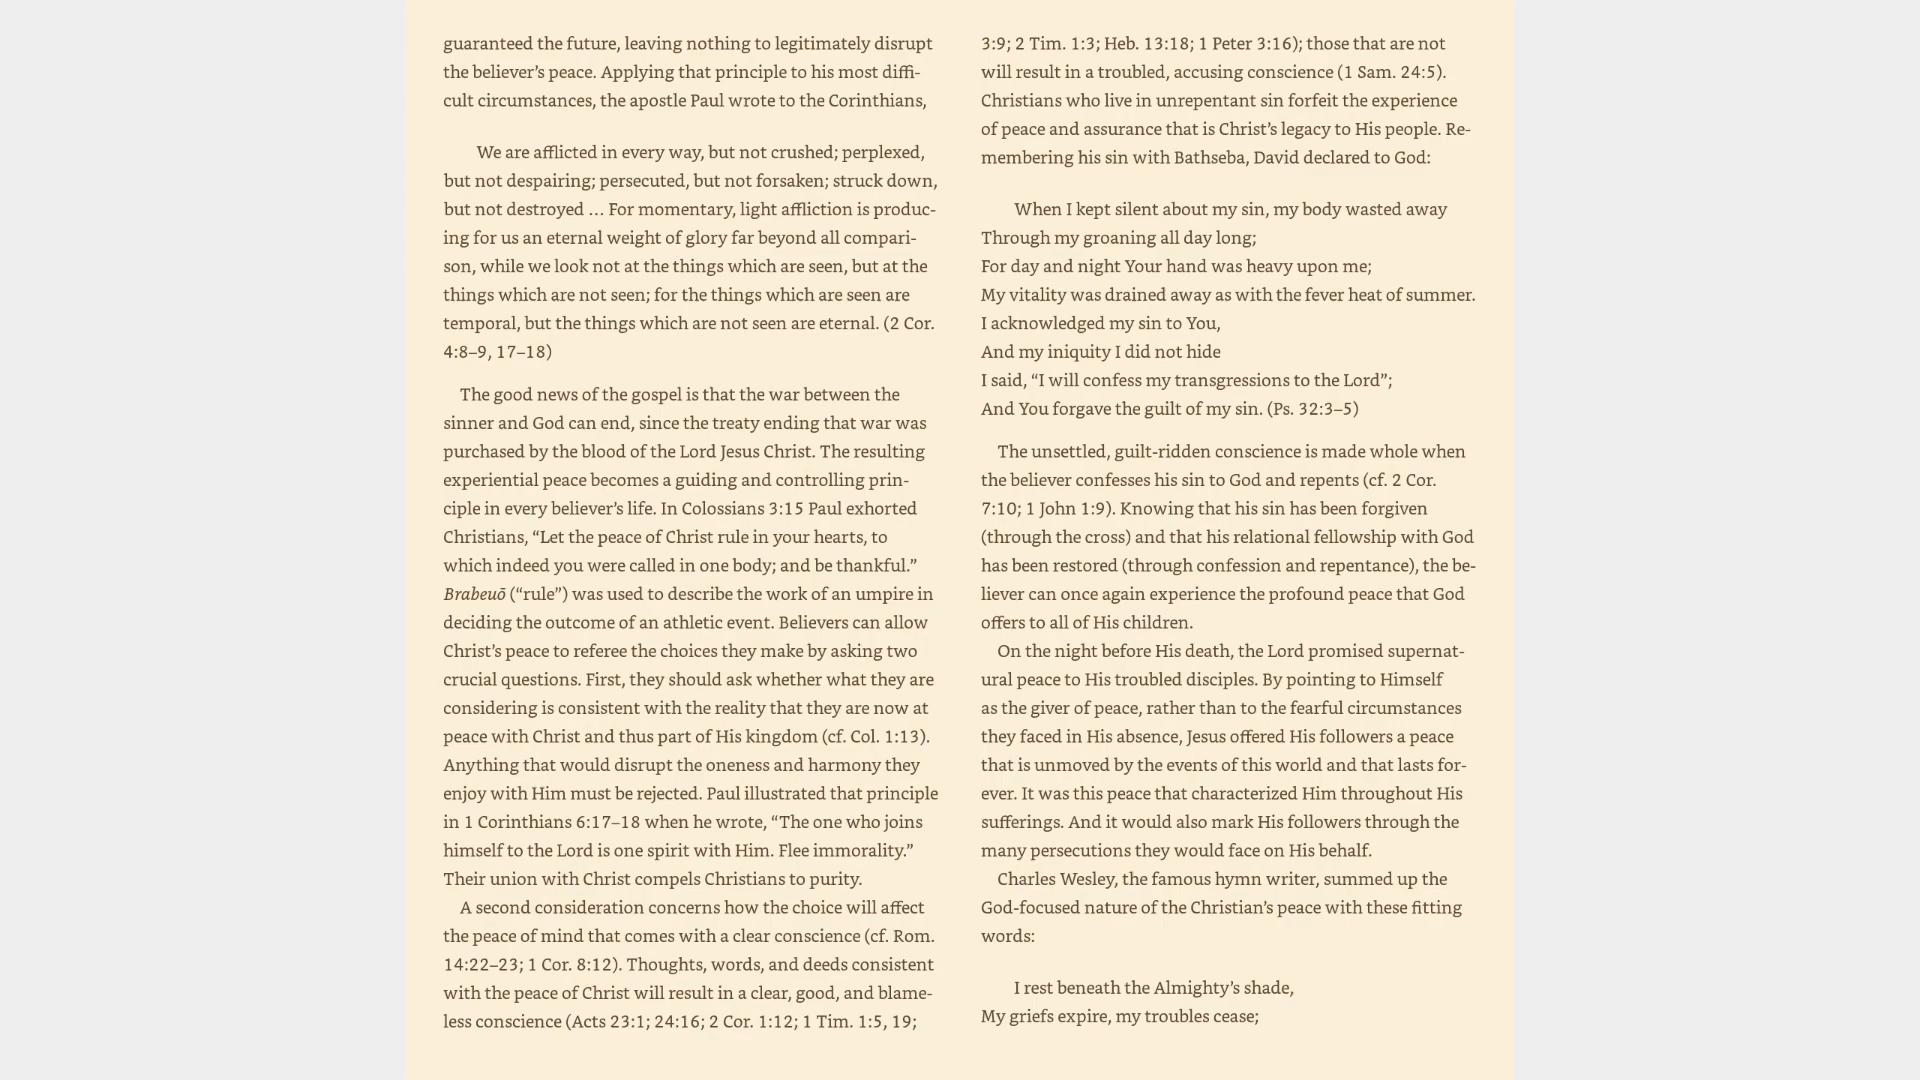 guaranteed the future, leaving nothing to legitimately disrupt
the believer’s peace. Applying that principle to his most diffi-
cult circumstances, the apostle Paul wrote to the Corinthians,
We are afflicted in every way, but not crushed; perplexed,
but not despairing; persecuted, but not forsaken; struck down,
but not destroyed … For momentary, light affliction is produc-
ing for us an eternal weight of glory far beyond all compari-
son, while we look not at the things which are seen, but at the
things which are not seen; for the things which are seen are
temporal, but the things which are not seen are eternal. (2 Cor.
4:8–9, 17–18)
The good news of the gospel is that the war between the
sinner and God can end, since the treaty ending that war was
purchased by the blood of the Lord Jesus Christ. The resulting
experiential peace becomes a guiding and controlling prin-
ciple in every believer’s life. In Colossians 3:15 Paul exhorted
Christians, “Let the peace of Christ rule in your hearts, to
which indeed you were called in one body; and be thankful.”
Brabeuō (“rule”) was used to describe the work of an umpire in
deciding the outcome of an athletic event. Believers can allow
Christ’s peace to referee the choices they make by asking two
crucial questions. First, they should ask whether what they are
considering is consistent with the reality that they are now at
peace with Christ and thus part of His kingdom (cf. Col. 1:13).
Anything that would disrupt the oneness and harmony they
enjoy with Him must be rejected. Paul illustrated that principle
in 1 Corinthians 6:17–18 when he wrote, “The one who joins
himself to the Lord is one spirit with Him. Flee immorality.”
Their union with Christ compels Christians to purity.
A second consideration concerns how the choice will affect
the peace of mind that comes with a clear conscience (cf. Rom.
14:22–23; 1 Cor. 8:12). Thoughts, words, and deeds consistent
with the peace of Christ will result in a clear, good, and blame-
less conscience (Acts 23:1; 24:16; 2 Cor. 1:12; 1 Tim. 1:5, 19;
3:9; 2 Tim. 1:3; Heb. 13:18; 1 Peter 3:16); those that are not
will result in a troubled, accusing conscience (1 Sam. 24:5).
Christians who live in unrepentant sin forfeit the experience
of peace and assurance that is Christ’s legacy to His people. Re-
membering his sin with Bathseba, David declared to God:
When I kept silent about my sin, my body wasted away
Through my groaning all day long;
For day and night Your hand was heavy upon me;
My vitality was drained away as with the fever heat of summer.
I acknowledged my sin to You,
And my iniquity I did not hide
I said, “I will confess my transgressions to the Lord”;
And You forgave the guilt of my sin. (Ps. 32:3–5)
The unsettled, guilt-ridden conscience is made whole when
the believer confesses his sin to God and repents (cf. 2 Cor.
7:10; 1 John 1:9). Knowing that his sin has been forgiven
(through the cross) and that his relational fellowship with God
has been restored (through confession and repentance), the be-
liever can once again experience the profound peace that God
offers to all of His children.
On the night before His death, the Lord promised supernat-
ural peace to His troubled disciples. By pointing to Himself
as the giver of peace, rather than to the fearful circumstances
they faced in His absence, Jesus offered His followers a peace
that is unmoved by the events of this world and that lasts for-
ever. It was this peace that characterized Him throughout His
sufferings. And it would also mark His followers through the
many persecutions they would face on His behalf.
Charles Wesley, the famous hymn writer, summed up the
God-focused nature of the Christian’s peace with these fitting
words:
I rest beneath the Almighty’s shade,
My griefs expire, my troubles cease;